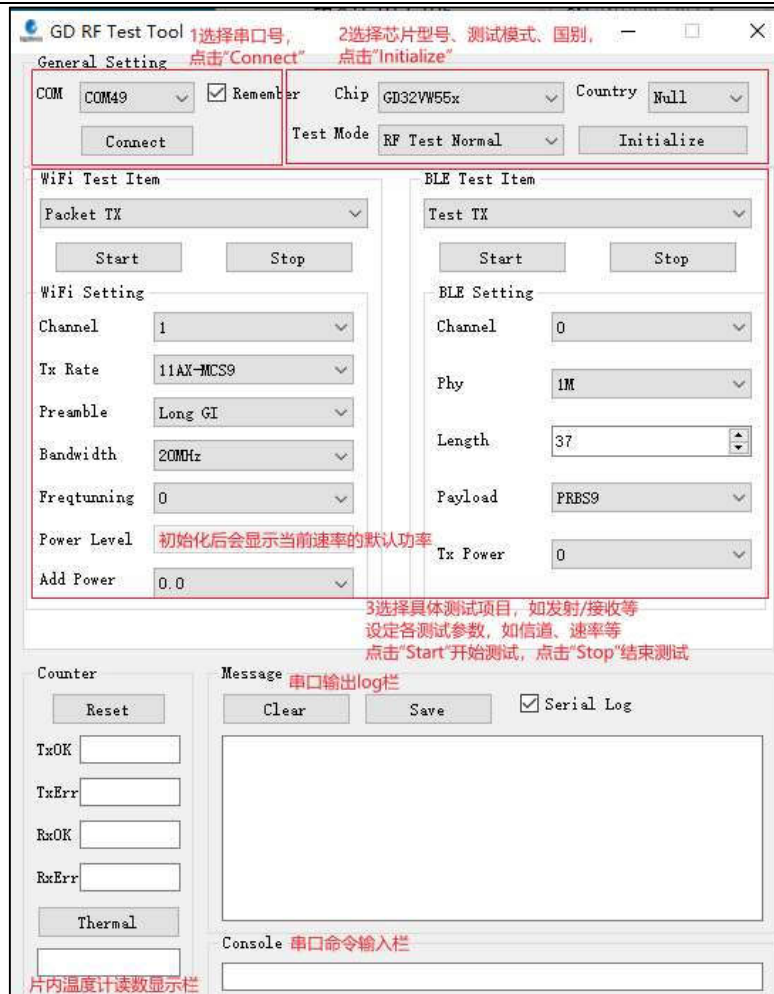 GD RF Test Tool
1选择串口号,
点击"Connect"
2选择芯片型号、测试模式、国别,
点击"Initialize"
General Setting
COM COM49 Remember
Connect
Chip GD32VW55x Country Null
Test Mode RF Test Normal Initialize
WiFi Test Item
Packet TX
Start Stop
WiFi Setting
Channel 1
Tx Rate 11AX-MCS9
Preamble Long GI
Bandwidth 20MHz
Freqtunning 0
Power Level 初始化后会显示当前速率的默认功率
Add Power 0.0
BLE Test Item
Test TX
Start Stop
BLE Setting
Channel 0
Phy 1M
Length 37
Payload PRBS9
Tx Power 0
3选择具体测试项目，如发射/接收等
设定各测试参数，如信道、速率等
点击"Start"开始测试，点击"Stop"结束测试
Counter
Reset
TxOK
TxErr
RxOK
RxErr
Thermal
片内温度计读数显示栏
Message 串口输出log栏
Clear Save Serial Log
Console 串口命令输入栏